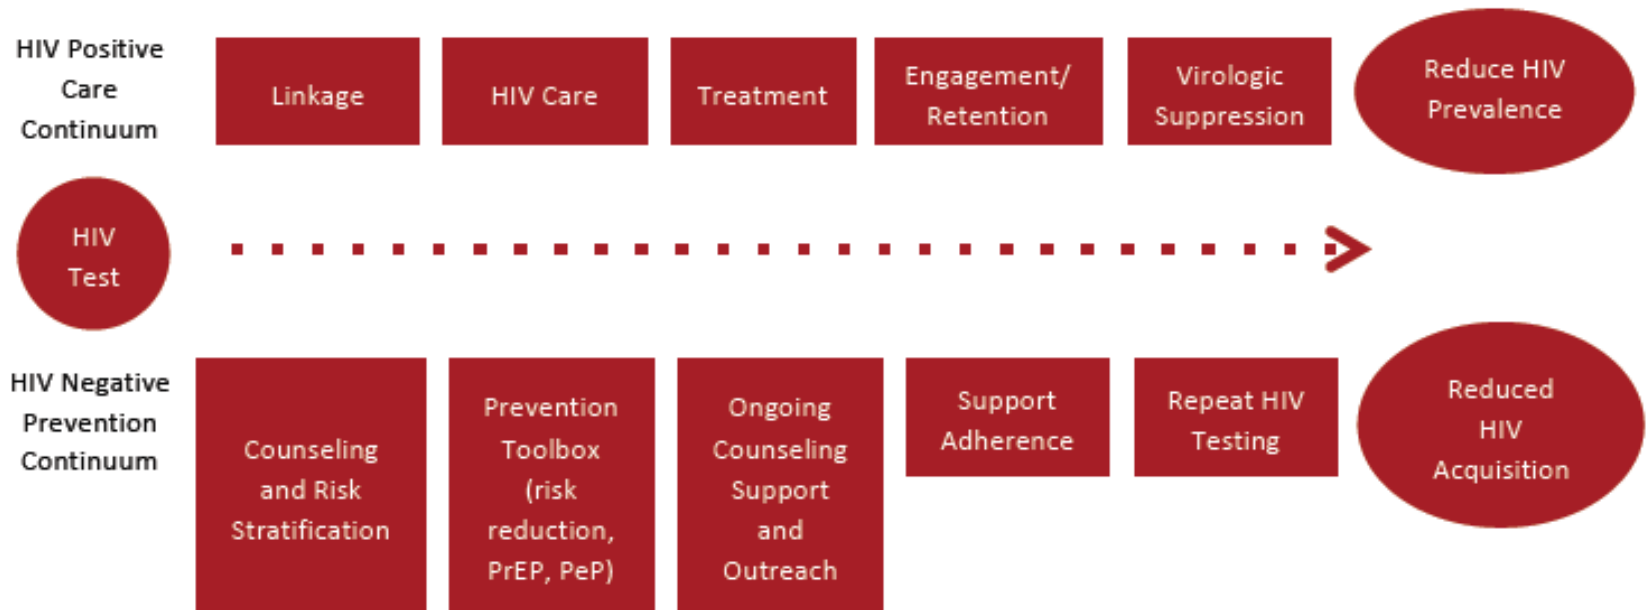 HIV Positive
Care
Continuum
Linkage
HIV Care
Treatment
Engagement/
Retention
Virologic
Suppression
Reduce HIV
Prevalence
HIV
Test
HIV Negative
Prevention
Continuum
Counseling
and Risk
Stratification
Prevention
Toolbox
(risk
reduction,
PrEP, PeP)
Ongoing
Counseling
Support
and
Outreach
Support
Adherence
Repeat HIV
Testing
Reduced
HIV
Acquisition